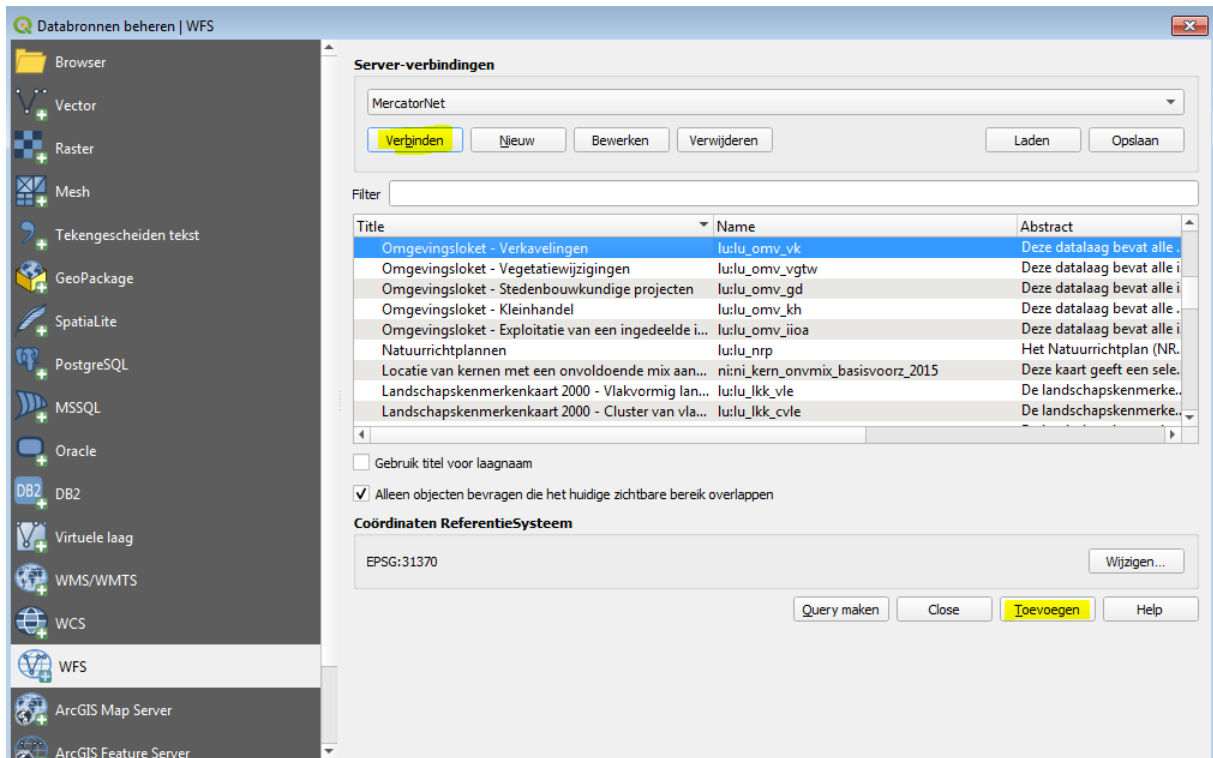 Databronnen beheren | WFS
Browser
Vector
Raster
Mesh
Tekengescheiden tekst
GeoPackage
SpatiaLite
PostgreSQL
MSSQL
Oracle
DB2 DB2
Virtuele laag
WMS/WMTS
WCS
WFS
ArcGIS Map Server
ArcGIS Feature Server
Server-verbindingen
MercatorNet
Verbinden Nieuw Bewerken Verwijderen Laden Opslaan
Filter
Title Name Abstract
Omgevingsloket - Verkavelingen lu:lu_omv_vk Deze datalaag bevat alle .
Omgevingsloket - Vegetatiewijzigingen lu:lu_omv_vgtw Deze datalaag bevat alle i
Omgevingsloket - Stedenbouwkundige projecten lu:lu_omv_gd Deze datalaag bevat alle i
Omgevingsloket - Kleinhandel lu:lu_omv_kh Deze datalaag bevat alle .
Omgevingsloket - Exploitatie van een ingedeelde i... lu:lu_omv_iioa Deze datalaag bevat alle i
Natuurrichtplannen lu:lu_nrp Het Natuurrichtplan (NR..
Locatie van kernen met een onvoldoende mix aan... ni:ni_kern_onvmix_basisvoorz_2015 Deze kaart geeft een sele.
Landschapskenmerkenkaart 2000 - Vlakvormig lan... lu:lu_lkk_vle De landschapskenmerke..
Landschapskenmerkenkaart 2000 - Cluster van vla... lu:lu_lkk_cvle De landschapskenmerke..
Gebruik titel voor laagnaam
Alleen objecten bevragen die het huidige zichtbare bereik overlappen
Coördinaten ReferentieSysteem
EPSG:31370 Wijzigen...
Query maken Close Toevoegen Help